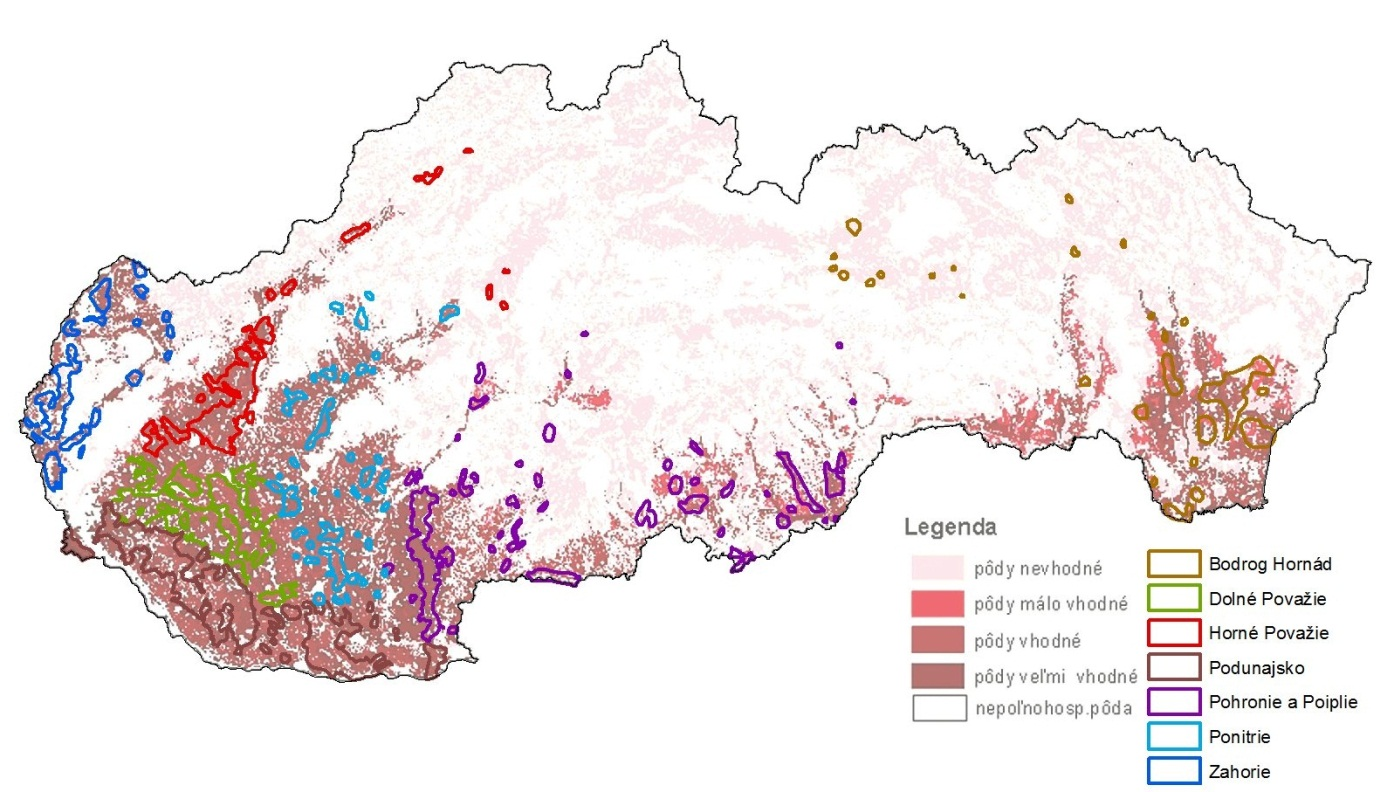 Legenda
pôdy nevhodné
pôdy málo vhodné
pôdy vhodné
pôdy veľmi vhodné
nepoľnohosp.pôda
Bodrog Hornád
Dolné Považie
Horné Považie
Podunajsko
Pohronie a Poiplie
Ponitrie
Zahorie